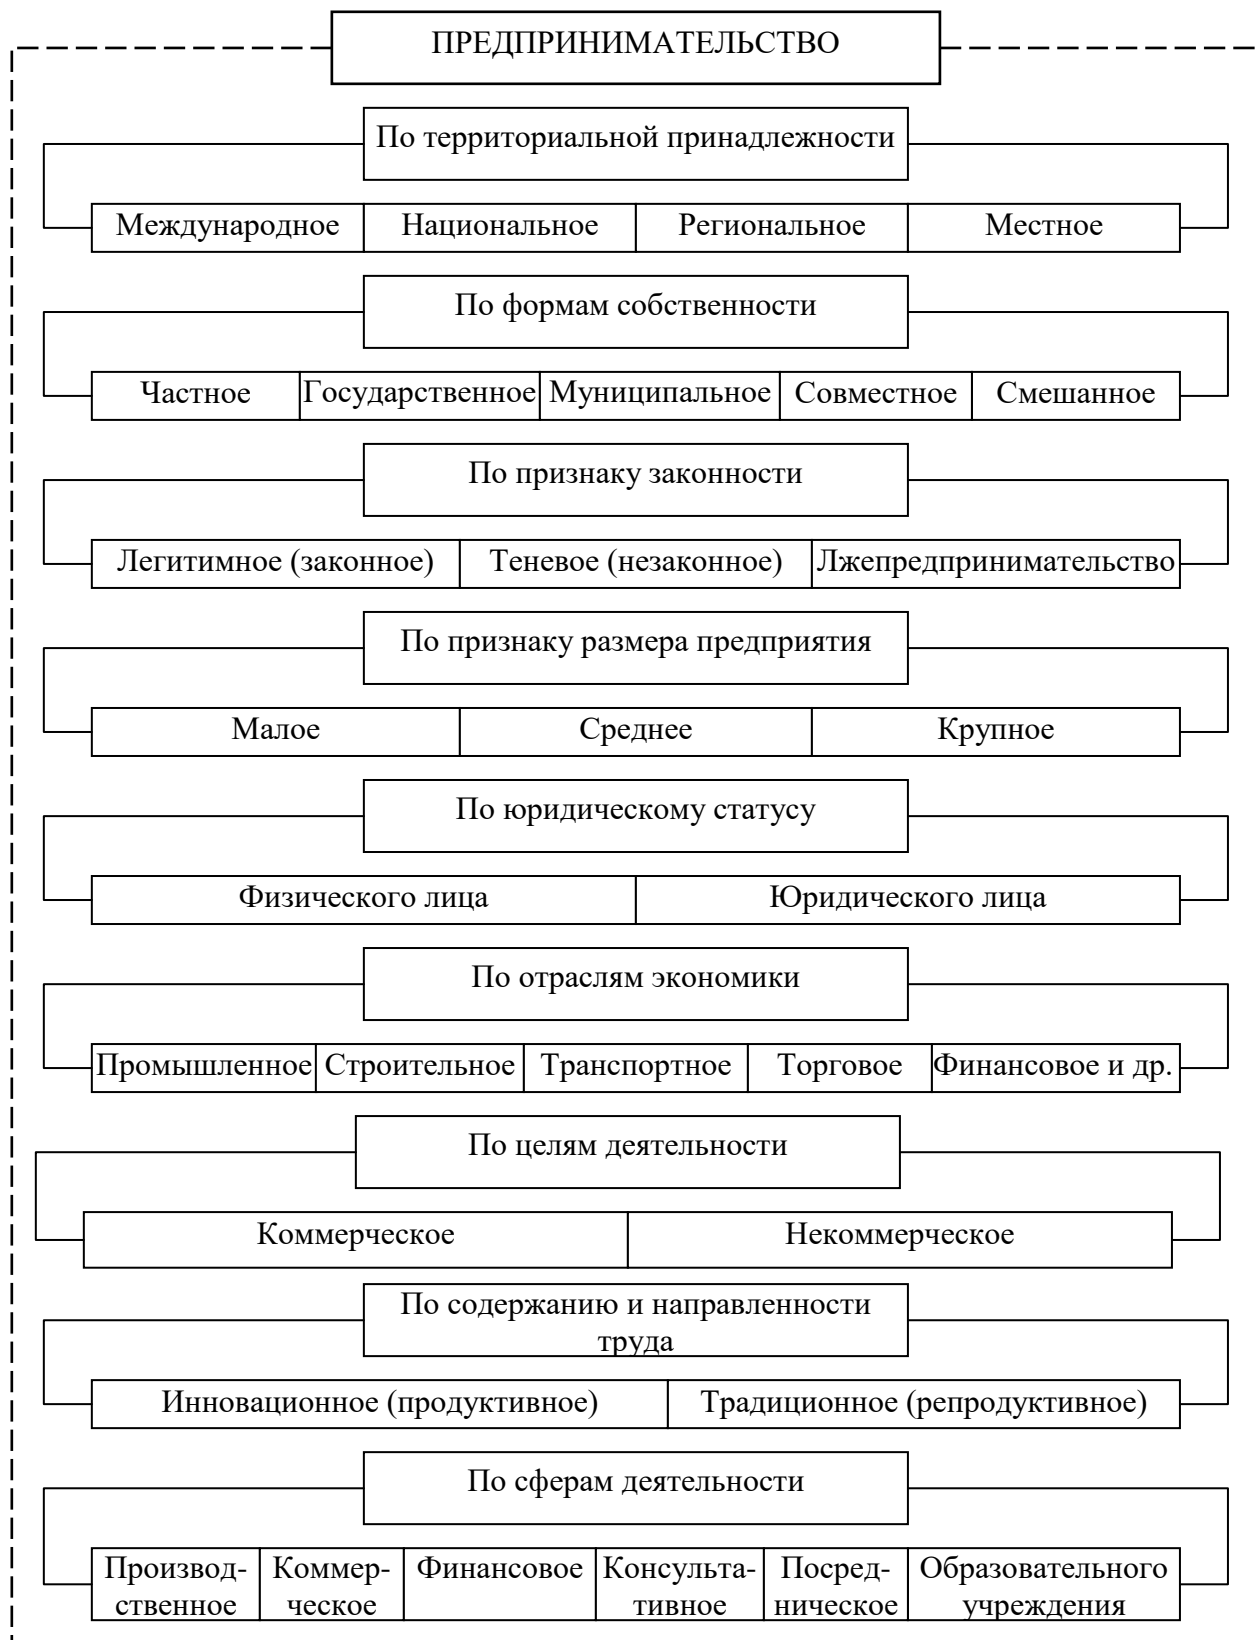 ПРЕДПРИНИМАТЕЛЬСТВО
По территориальной принадлежности
Международное Национальное Региональное Местное
По формам собственности
Частное Государственное Муниципальное Совместное Смешанное
По признаку законности
Легитимное (законное) Теневое (незаконное) Лжепредпринимательство
По признаку размера предприятия
Малое Среднее Крупное
По юридическому статусу
Физического лица Юридического лица
По отраслям экономики
Промышленное Строительное Транспортное Торговое Финансовое и др.
По целям деятельности
Коммерческое Некоммерческое
По содержанию и направленности
труда
Инновационное (продуктивное) Традиционное (репродуктивное)
По сферам деятельности
Производ- Коммер- Финансовое Консульта- Посред- Образовательного
ственное ческое тивное ническое учреждения